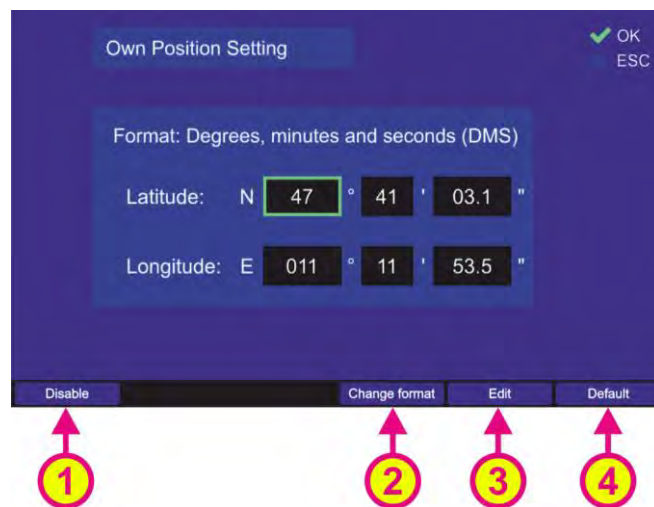 Own Position Setting
OK
ESC
Format: Degrees, minutes and seconds (DMS)
Latitude: N 47 ° 41 ' 03.1 "
Longitude: E 011 ° 11 ' 53.5 "
Disable Change format Edit Default
1 2 3 4